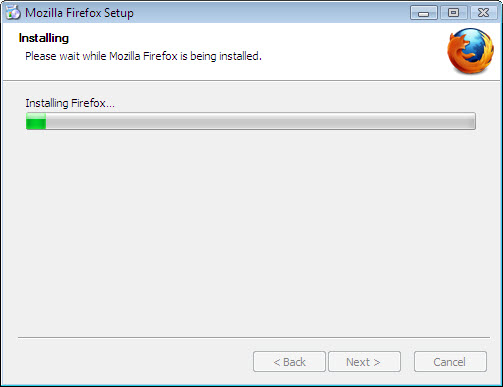 Mozilla Firefox Setup
Installing
Please wait while Mozilla Firefox is being installed.
Installing Firefox...
< Back
Next >
Cancel